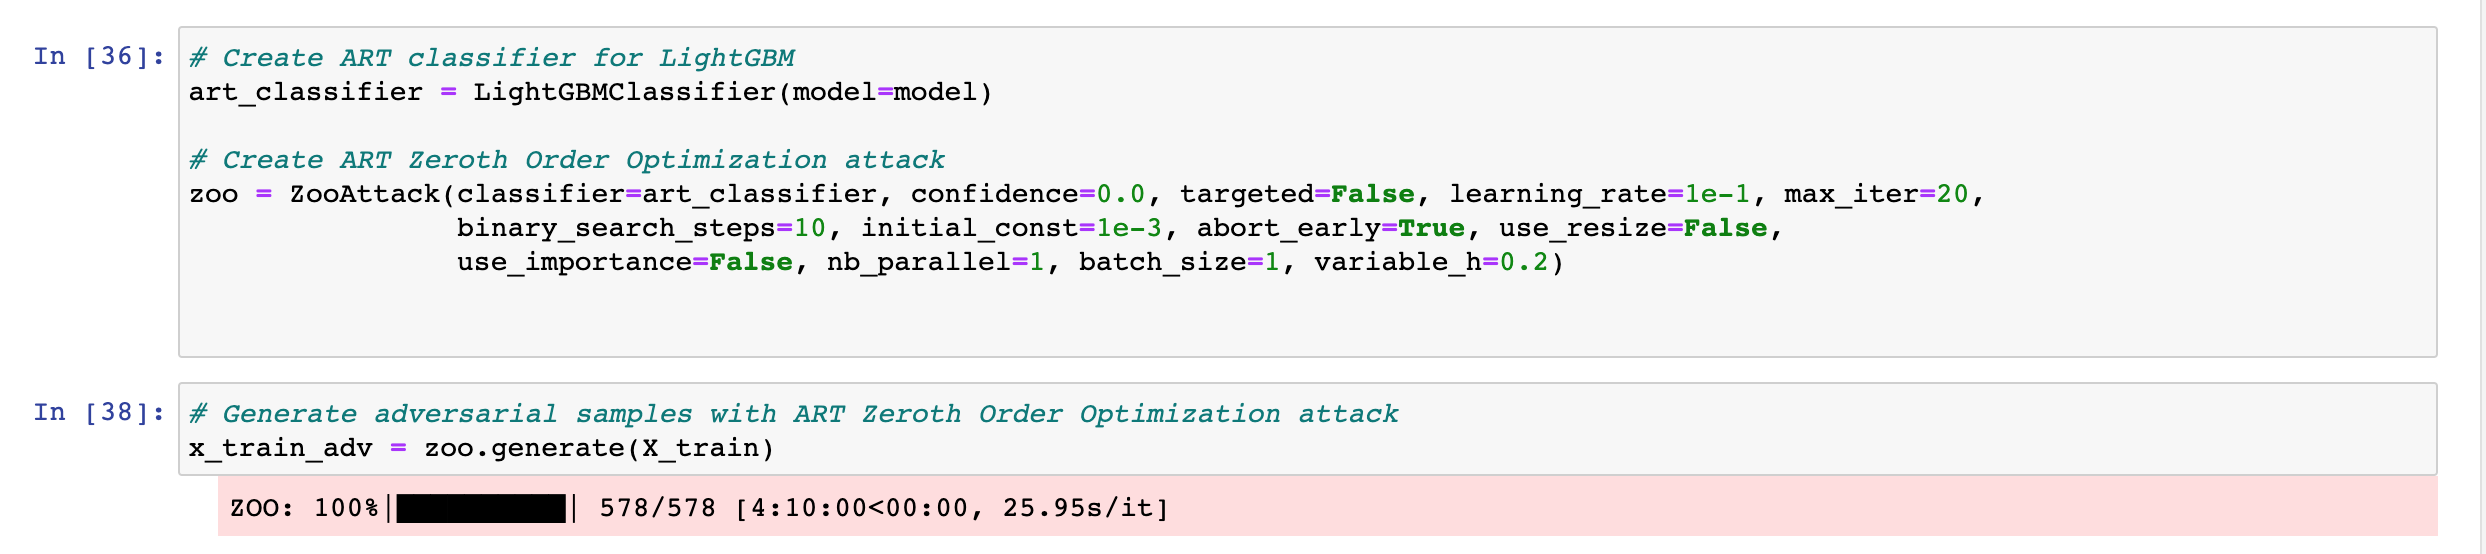 In [36]:
# Create ART classifier for LightGBM
art_classifier = LightGBMClassifier(model=model)
# Create ART Zeroth Order Optimization attack
zoo = ZooAttack(classifier=art_classifier, confidence=0.0, targeted=False, learning_rate=1e-1, max_iter=20,
binary_search_steps=10, initial_const=1e-3, abort_early=True, use_resize=False,
use_importance=False, nb_parallel=1, batch_size=1, variable_h=0.2)
In [38]:
# Generate adversarial samples with ART Zeroth Order Optimization attack
x_train_adv = zoo.generate(X_train)
ZOO: 100%|██████████| 578/578 [4:10:00<00:00, 25.95s/it]